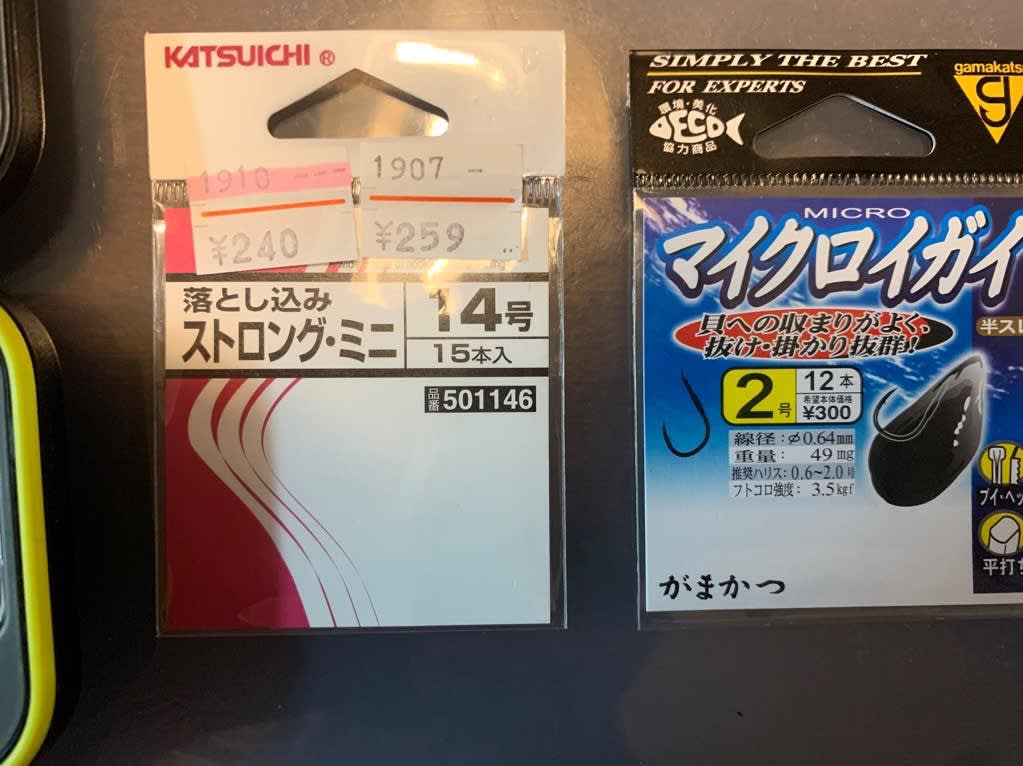 KATSUICHI®
1910
¥240
1907
¥259
落とし込み
ストロング・ミニ
14号
15本入
品番 501146
SIMPLY THE BEST
FOR EXPERTS
環境・美化
DECO
協力商品
gamakatsu
MICRO
マイクロイガイ
貝への収まりがよく、
抜け・掛かり抜群!
半スレ
2号
12本
希望本体価格
¥300
線径:φ0.64mm
重量: 49mg
推奨ハリス:0.6~2.0号
フトコロ強度: 3.5kgf
平打
がまかつ